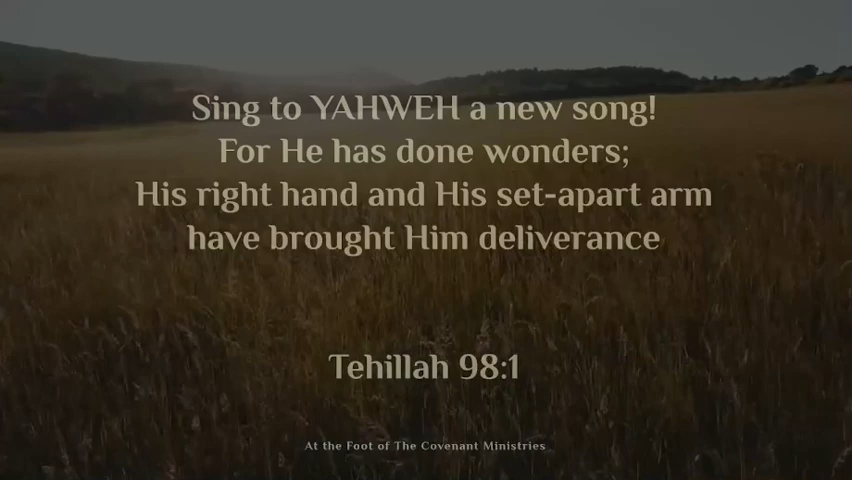 Sing to YAHWEH a new song!
For He has done wonders;
His right hand and His set-apart arm
have brought Him deliverance
Tehillah 98:1
At the Foot of The Covenant Ministries